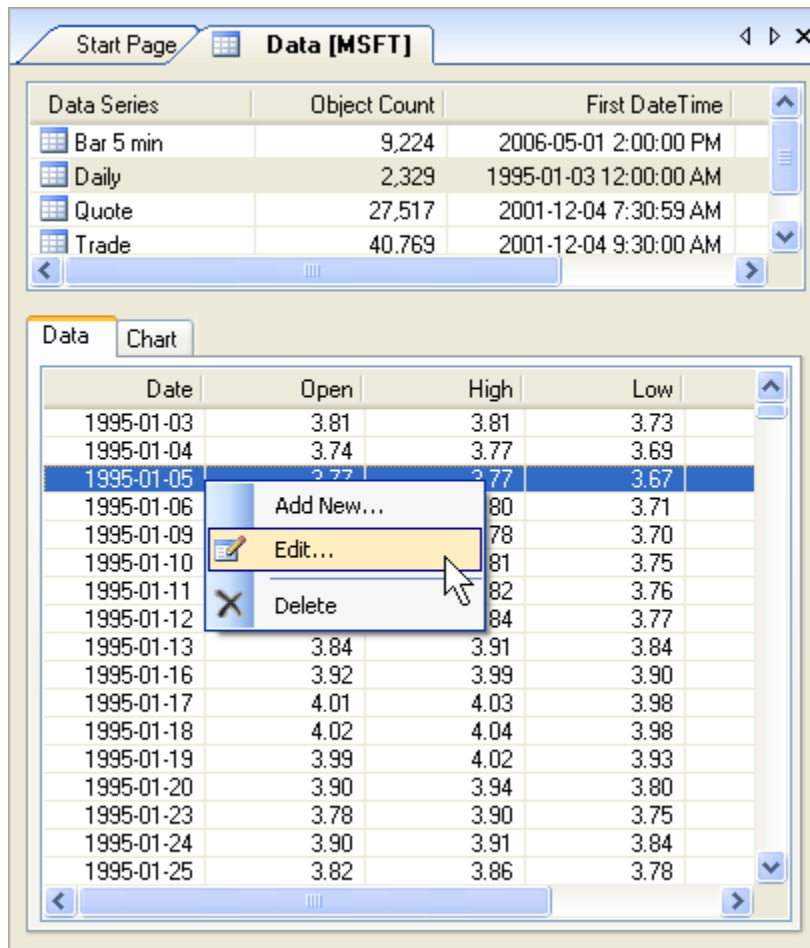 Start Page Data [MSFT]
Data Series Object Count First DateTime
Bar 5 min 9,224 2006-05-01 2:00:00 PM
Daily 2,329 1995-01-03 12:00:00 AM
Quote 27,517 2001-12-04 7:30:59 AM
Trade 40,769 2001-12-04 9:30:00 AM
Data Chart
Date Open High Low
1995-01-03 3.81 3.81 3.73
1995-01-04 3.74 3.77 3.69
1995-01-05 3.77 3.77 3.67
1995-01-06 Add New... 80 3.71
1995-01-09 Edit... 78 3.70
1995-01-10 81 3.75
1995-01-11 82 3.76
1995-01-12 Delete 84 3.77
1995-01-13 3.84 3.91 3.84
1995-01-16 3.92 3.99 3.90
1995-01-17 4.01 4.03 3.98
1995-01-18 4.02 4.04 3.98
1995-01-19 3.99 4.02 3.93
1995-01-20 3.90 3.94 3.80
1995-01-23 3.78 3.90 3.75
1995-01-24 3.90 3.91 3.84
1995-01-25 3.82 3.86 3.78